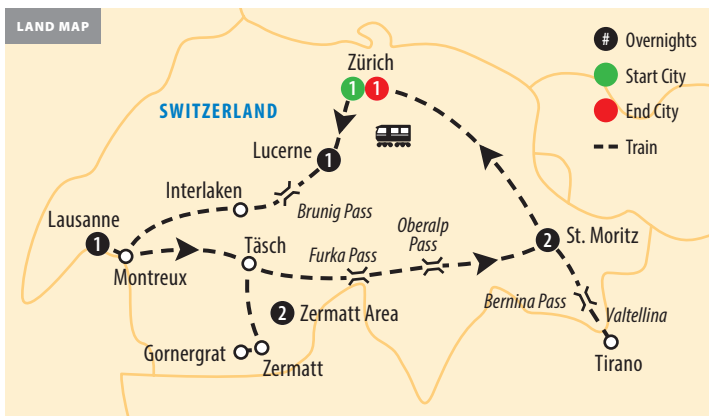 LAND MAP
# Overnights
Start City
End City
Train
Zürich
1 1
SWITZERLAND
Lucerne
1
Interlaken
Brunig Pass
Lausanne
1
Montreux
Täsch
Furka Pass
Oberalp
Pass
2
St. Moritz
Bernina Pass
Valtellina
Tirano
2 Zermatt Area
Gornergrat
Zermatt